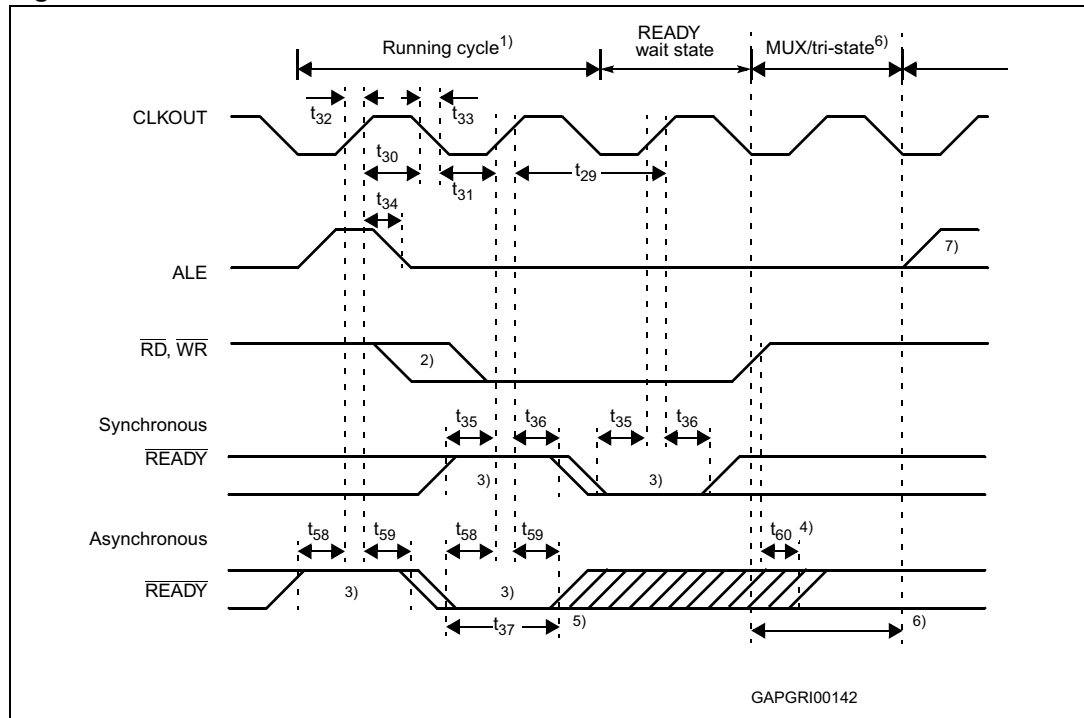 Running cycle1)
READY
wait state
MUX/tri-state6)
CLKOUT
t32
t33
t30
t31
t29
t34
ALE
7)
RD, WR
2)
Synchronous
READY
t35
t36
t35
t36
3)
3)
Asynchronous
READY
t58
t59
t58
t59
t60 4)
3)
3)
t37
5)
6)
GAPGRI00142